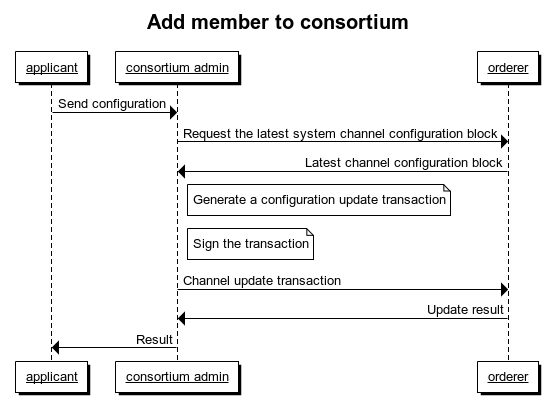 Add member to consortium
applicant
consortium admin
orderer
Send configuration
Request the latest system channel configuration block
Latest channel configuration block
Generate a configuration update transaction
Sign the transaction
Channel update transaction
Update result
Result
applicant
consortium admin
orderer